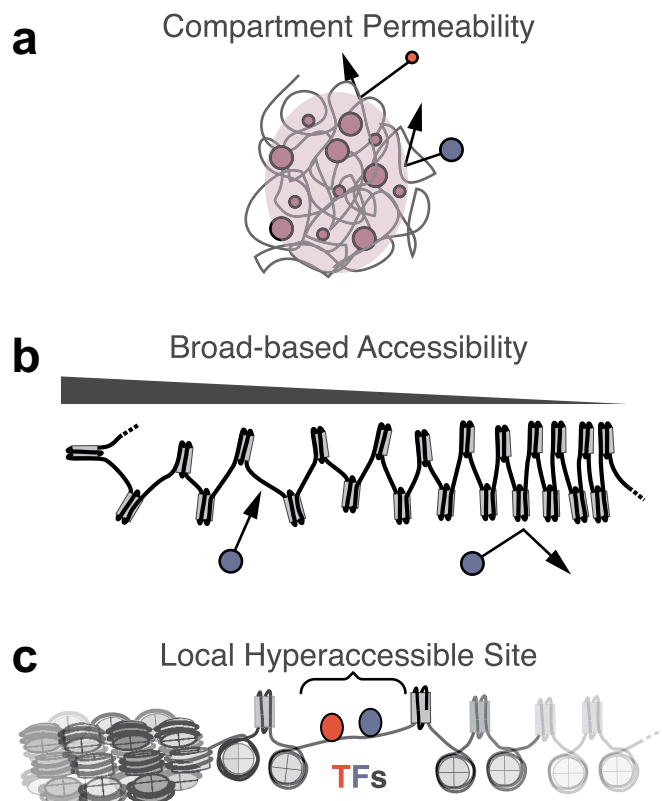 a
Compartment Permeability
b
Broad-based Accessibility
c
Local Hyperaccessible Site
TFs